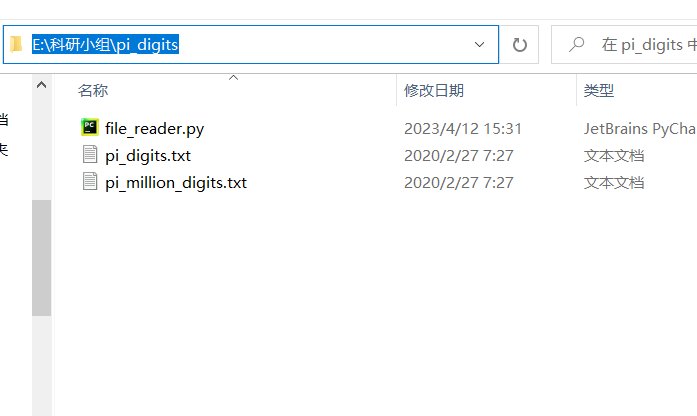 E:\科研小组\pi_digits
在 pi_digits 中
名称 修改日期 类型
档
file_reader.py 2023/4/12 15:31 JetBrains PyCha
夹
pi_digits.txt 2020/2/27 7:27 文本文档
pi_million_digits.txt 2020/2/27 7:27 文本文档